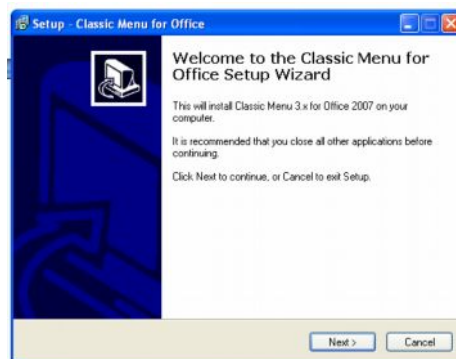 Setup - Classic Menu for Office
Welcome to the Classic Menu for
Office Setup Wizard
This will install Classic Menu 3.x for Office 2007 on your
computer.
It is recommended that you close all other applications before
continuing.
Click Next to continue, or Cancel to exit Setup.
Next >
Cancel